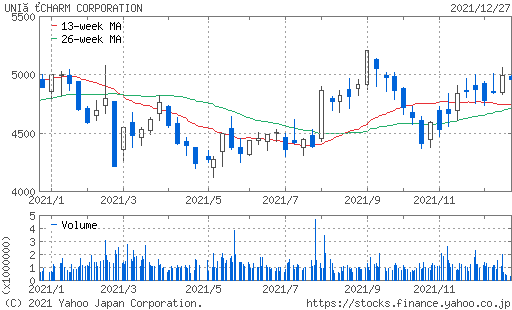 UNIă ťCHARM CORPORATION 2021/12/27
13-week MA
26-week MA
5500
5000
4500
4000
2021/1 2021/3 2021/5 2021/7 2021/9 2021/11
Volume
5
4
3
2
1
0
(x1000000)
2021/1 2021/3 2021/5 2021/7 2021/9 2021/11
(C) 2021 Yahoo Japan Corporation. https://stocks.finance.yahoo.co.jp/